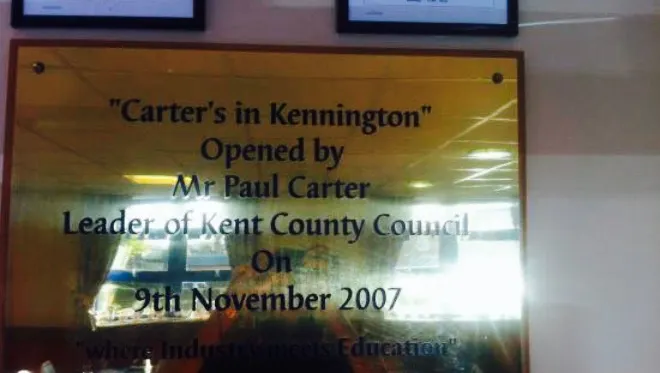 "Carter's in Kennington"
Opened by
Mr Paul Carter
Leader of Kent County Council
On
9th November 2007
"where Industry meets Education"